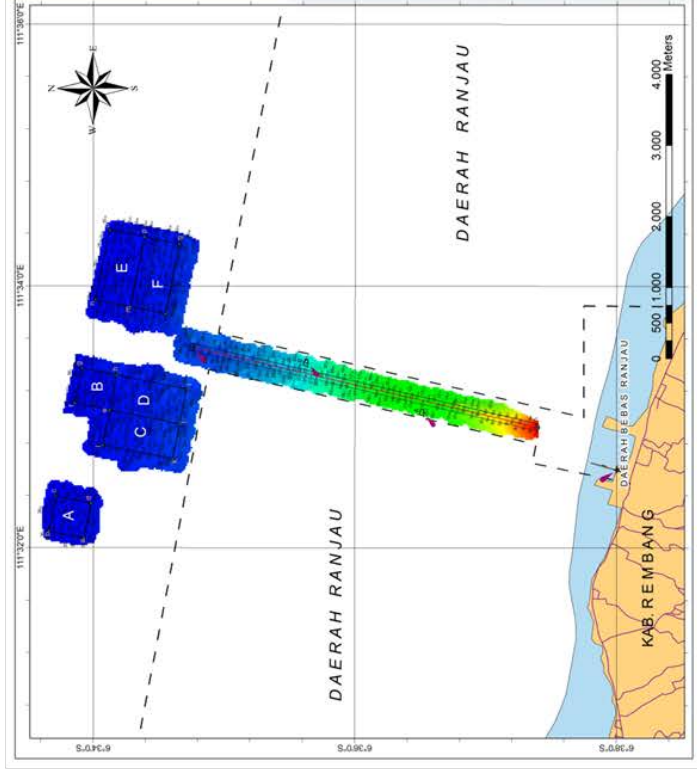 111°36'0"E
111°34'0"E
111°32'0"E
6°34'0"S
6°36'0"S
6°38'0"S
N
E
S
W
A
B
C
D
E
F
DAERAH RANJAU
DAERAH RANJAU
DAERAH BEBAS RANJAU
KAB. REMBANG
0 500 1.000 2.000 3.000 4.000
Meters